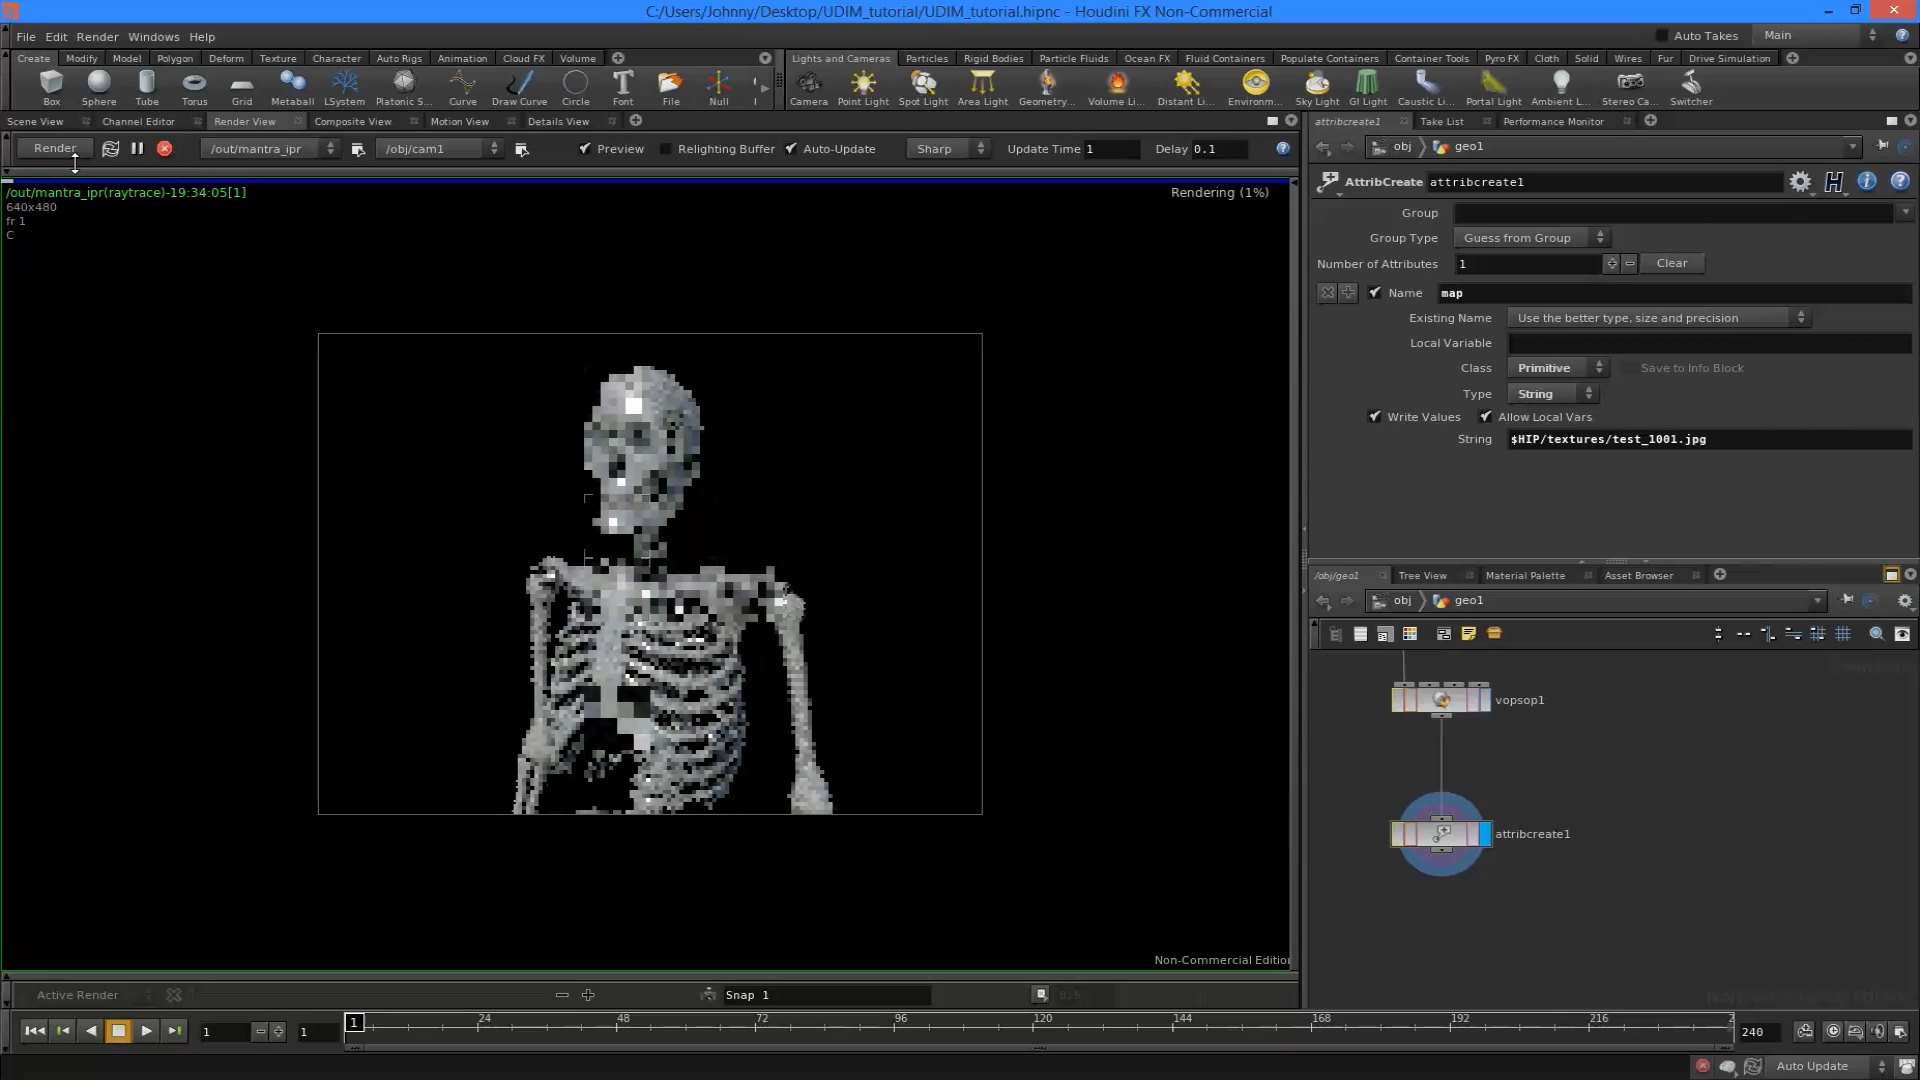 C:/Users/Johnny/Desktop/UDIM_tutorial/UDIM_tutorial.hipnc - Houdini FX Non-Commercial
File Edit Render Windows Help
Auto Takes Main
Create Modify Model Polygon Deform Texture Character Auto Rigs Animation Cloud FX Volume
Lights and Cameras Particles Rigid Bodies Particle Fluids Ocean FX Fluid Containers Populate Containers Container Tools Pyro FX Cloth Solid Wires Fur Drive Simulation
Box Sphere Tube Torus Grid Metaball LSystem Platonic S... Curve Draw Curve Circle Font File Null
Camera Point Light Spot Light Area Light Geometry... Volume Li... Distant Li... Environm... Sky Light GI Light Caustic Li... Portal Light Ambient L... Stereo Ca... Switcher
Scene View Channel Editor Render View Composite View Motion View Details View
attribcreate1 Take List Performance Monitor
Render /out/mantra_ipr /obj/cam1 Preview Relighting Buffer Auto-Update Sharp Update Time 1 Delay 0.1
obj geo1
/out/mantra_ipr(raytrace)-19:34:05[1]
Rendering (1%)
640x480
fr 1
C
AttribCreate attribcreate1
Group
Group Type Guess from Group
Number of Attributes 1 Clear
Name map
Existing Name Use the better type, size and precision
Local Variable
Class Primitive Save to Info Block
Type String
Write Values Allow Local Vars
String $HIP/textures/test_1001.jpg
/obj/geo1 Tree View Material Palette Asset Browser
obj geo1
vopsop1
attribcreate1
Non-Commercial Edition
Active Render Snap 1 0.5
1 1 1 24 48 72 96 120 144 168 192 216 2 240
Auto Update